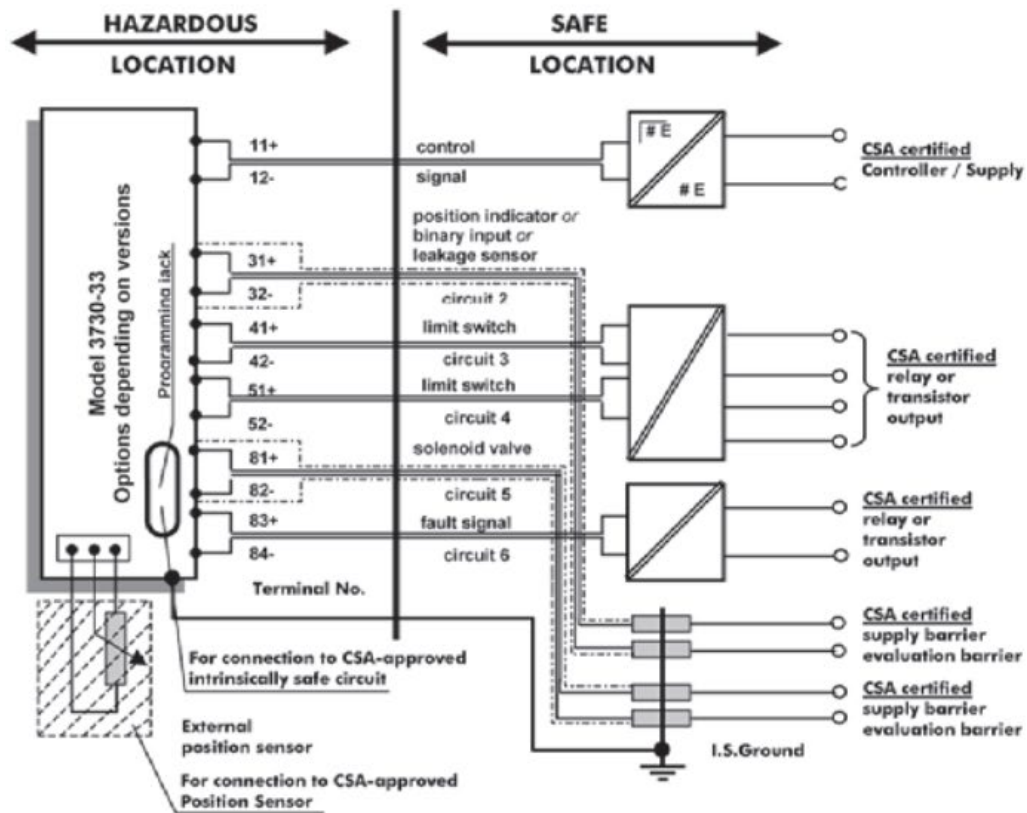 HAZARDOUS
LOCATION
SAFE
LOCATION
Model 3730-33
Options depending on versions
Programming jack
11+
12-
control
signal
# E
# E
CSA certified
Controller / Supply
position indicator or
binary input or
leakage sensor
31+
32-
circuit 2
41+
limit switch
42-
circuit 3
51+
limit switch
52-
circuit 4
CSA certified
relay or
transistor
output
81+
solenoid valve
82-
circuit 5
83+
fault signal
84-
circuit 6
CSA certified
relay or
transistor
output
Terminal No.
CSA certified
supply barrier
evaluation barrier
CSA certified
supply barrier
evaluation barrier
I.S.Ground
For connection to CSA-approved
intrinsically safe circuit
External
position sensor
For connection to CSA-approved
Position Sensor